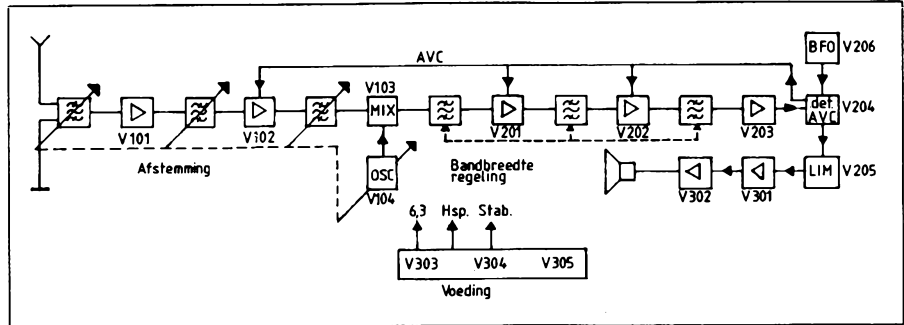 BFO V206
AVC
V103
MIX
det. AVC V204
V101
V102
V201
V202
V203
Afstemming
OSC
V104
Bandbreedte regeling
LIM V205
V302
V301
6,3 Hsp. Stab.
V303 V304 V305
Voeding